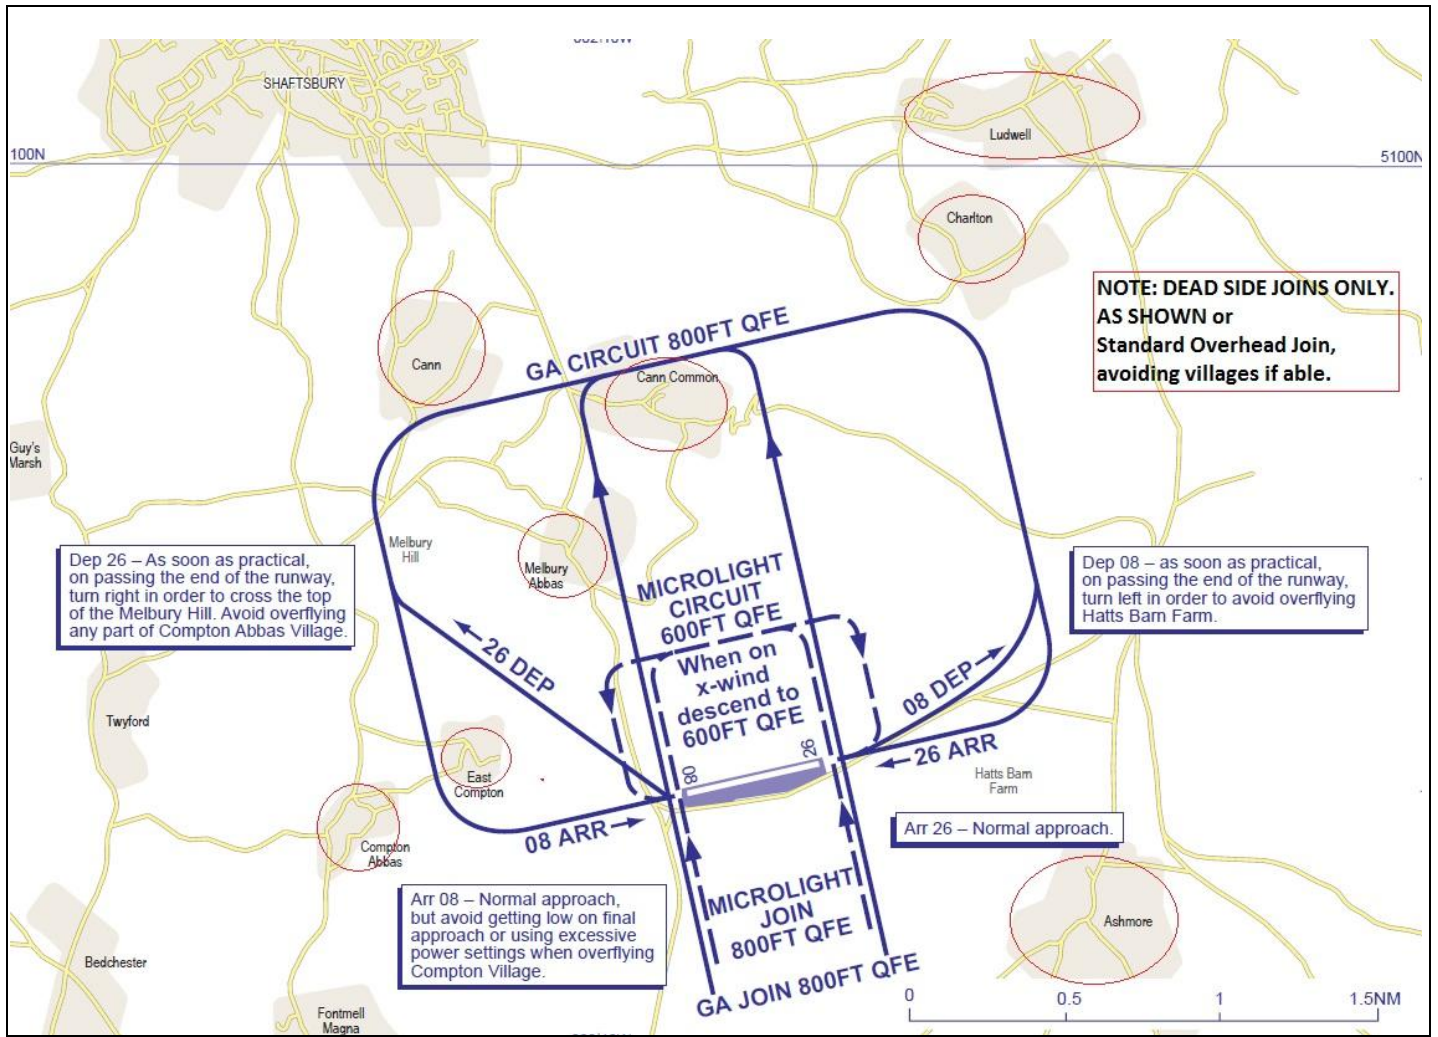 SHAFTSBURY
Ludwell
100N
5100N
Charlton
NOTE: DEAD SIDE JOINS ONLY.
AS SHOWN or
Standard Overhead Join,
avoiding villages if able.
GA CIRCUIT 800FT QFE
Cann
Cann Common
Guy's
Marsh
Melbury
Hill
Melbury
Abbas
Dep 26 – As soon as practical,
on passing the end of the runway,
turn right in order to cross the top
of the Melbury Hill. Avoid overflying
any part of Compton Abbas Village.
MICROLIGHT
CIRCUIT
600FT QFE
Dep 08 – as soon as practical,
on passing the end of the runway,
turn left in order to avoid overflying
Hatts Barn Farm.
26 DEP
When on
x-wind
descend to
600FT QFE
08 DEP
Twyford
08
26
26 ARR
East
Compton
Hatts Barn
Farm
08 ARR
Compton
Abbas
Arr 26 – Normal approach.
Arr 08 – Normal approach,
but avoid getting low on final
approach or using excessive
power settings when overflying
Compton Village.
MICROLIGHT
JOIN
800FT QFE
Ashmore
Bedchester
GA JOIN 800FT QFE
Fontmell
Magna
0
0.5
1
1.5NM